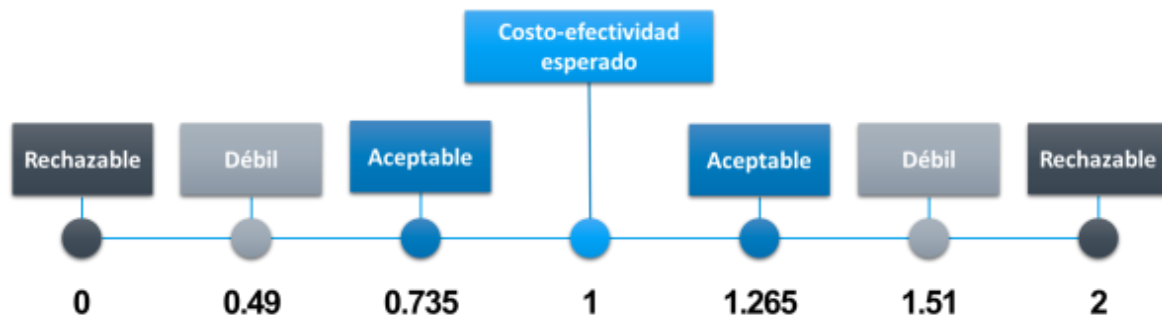 Costo-efectividad
esperado
Rechazable
Débil
Aceptable
Aceptable
Débil
Rechazable
0
0.49
0.735
1
1.265
1.51
2